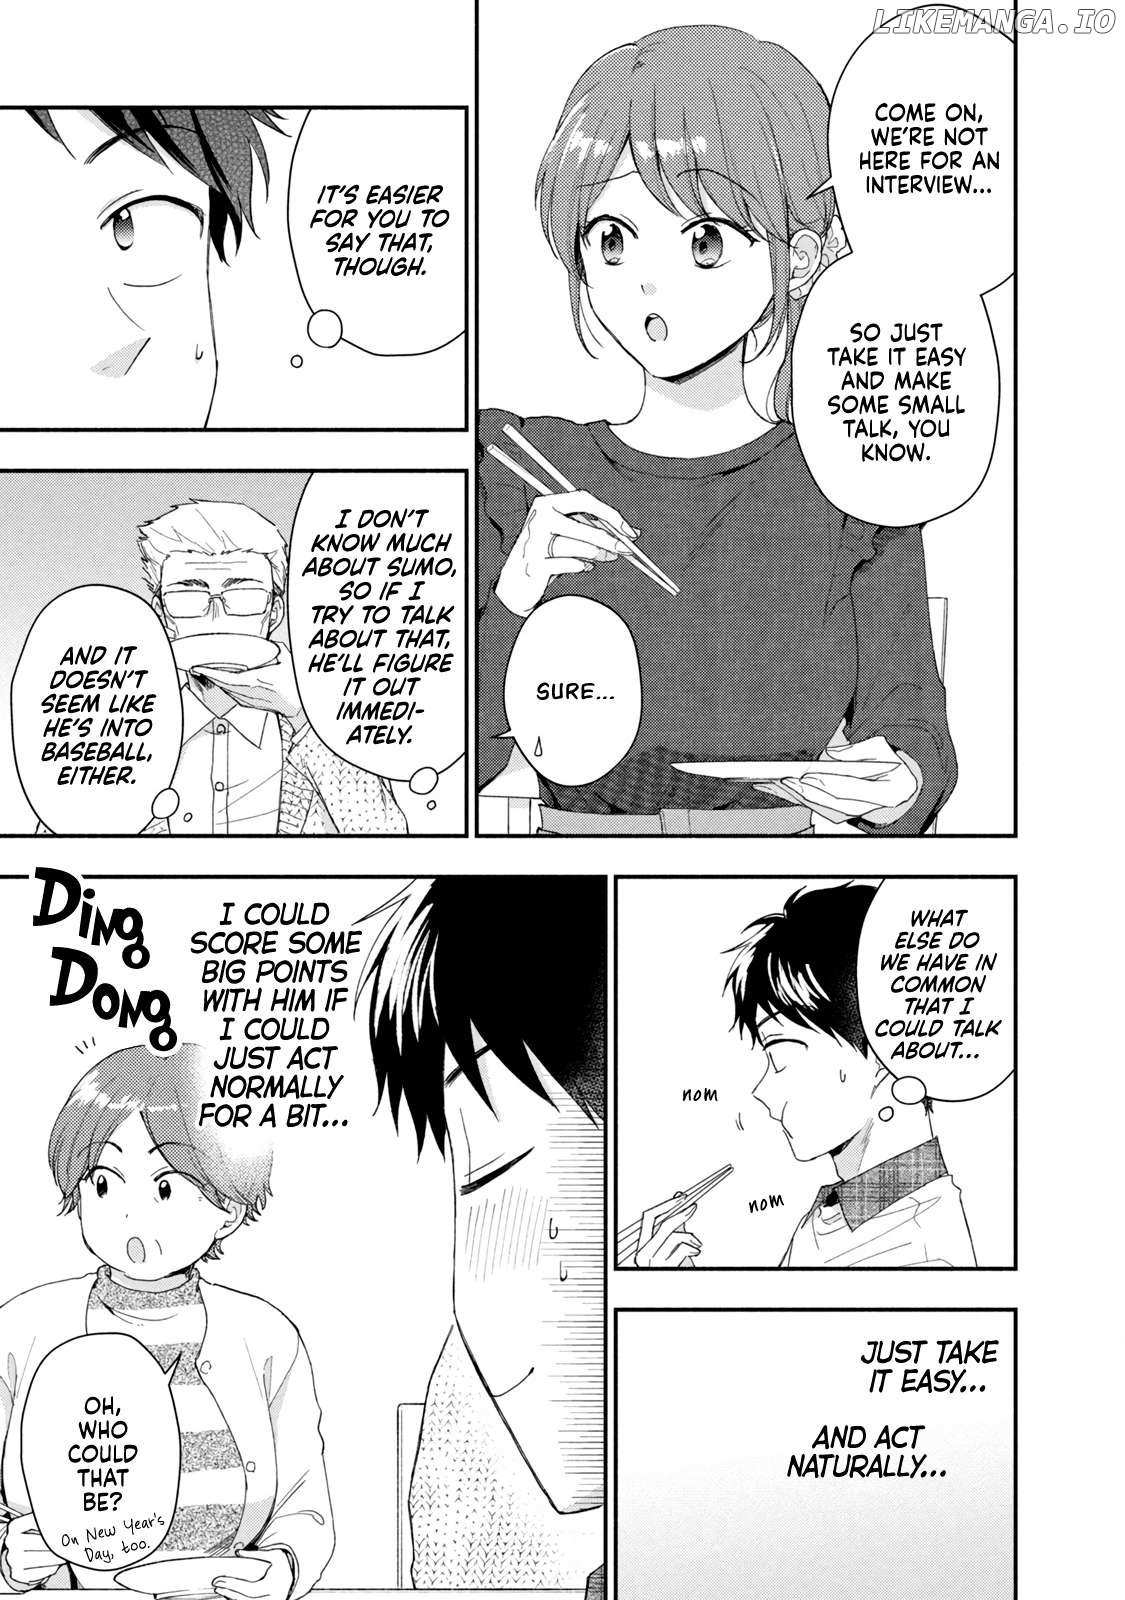 LIKEMANGA.IO
COME ON,
WE'RE NOT
HERE FOR AN
INTERVIEW...
SO JUST
TAKE IT EASY
AND MAKE
SOME SMALL
TALK, YOU
KNOW.
SURE...
IT'S EASIER
FOR YOU TO
SAY THAT,
THOUGH.
I DON'T
KNOW MUCH
ABOUT SUMO,
SO IF I
TRY TO TALK
ABOUT THAT,
HE'LL FIGURE
IT OUT
IMMEDI-
ATELY.
AND IT
DOESN'T
SEEM LIKE
HE'S INTO
BASEBALL,
EITHER.
WHAT
ELSE DO
WE HAVE IN
COMMON
THAT I
COULD TALK
ABOUT...
nom
nom
JUST TAKE
IT EASY...
AND ACT
NATURALLY...
I COULD
SCORE SOME
BIG POINTS
WITH HIM IF
I COULD
JUST ACT
NORMALLY
FOR A BIT...
DING
DONG
OH,
WHO
COULD
THAT
BE?
On New Year's
Day, too.